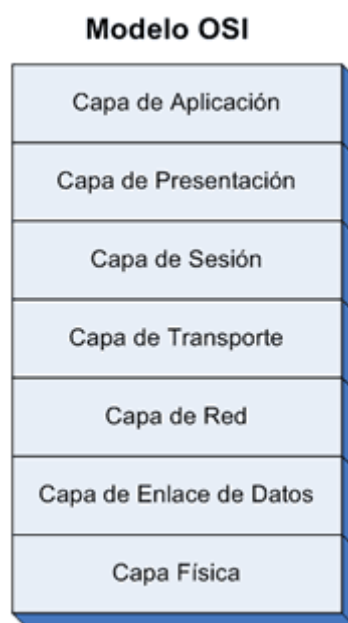 Modelo OSI
Capa de Aplicación
Capa de Presentación
Capa de Sesión
Capa de Transporte
Capa de Red
Capa de Enlace de Datos
Capa Física